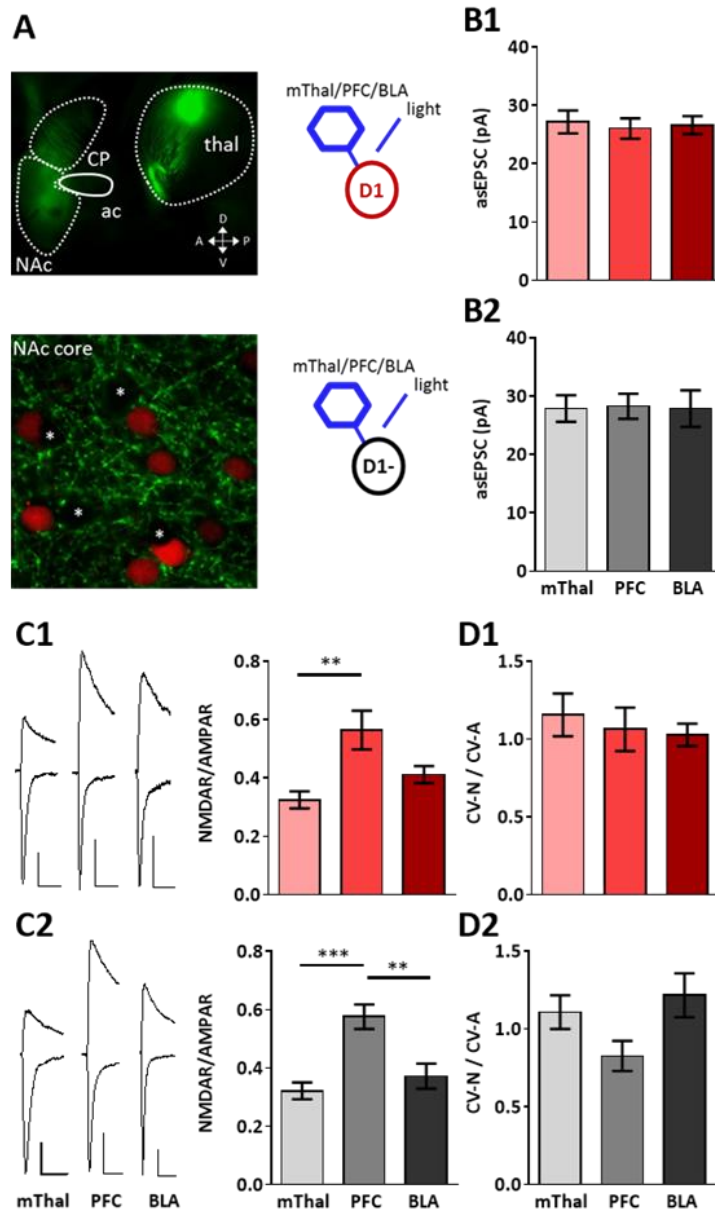 A
B1
CP
ac
thal
NAc
D
A P
V
mThal/PFC/BLA
light
D1
asEPSC (pA)
40
30
20
10
0
NAc core
*
*
*
*
mThal/PFC/BLA
light
D1-
B2
asEPSC (pA)
40
30
20
10
0
mThal PFC BLA
C1
NMDAR/AMPAR
0.8
0.6
0.4
0.2
0.0
**
D1
CV-N / CV-A
1.5
1.0
0.5
0.0
C2
mThal PFC BLA
NMDAR/AMPAR
0.8
0.6
0.4
0.2
0.0
*** **
mThal PFC BLA
D2
CV-N / CV-A
1.5
1.0
0.5
0.0
mThal PFC BLA